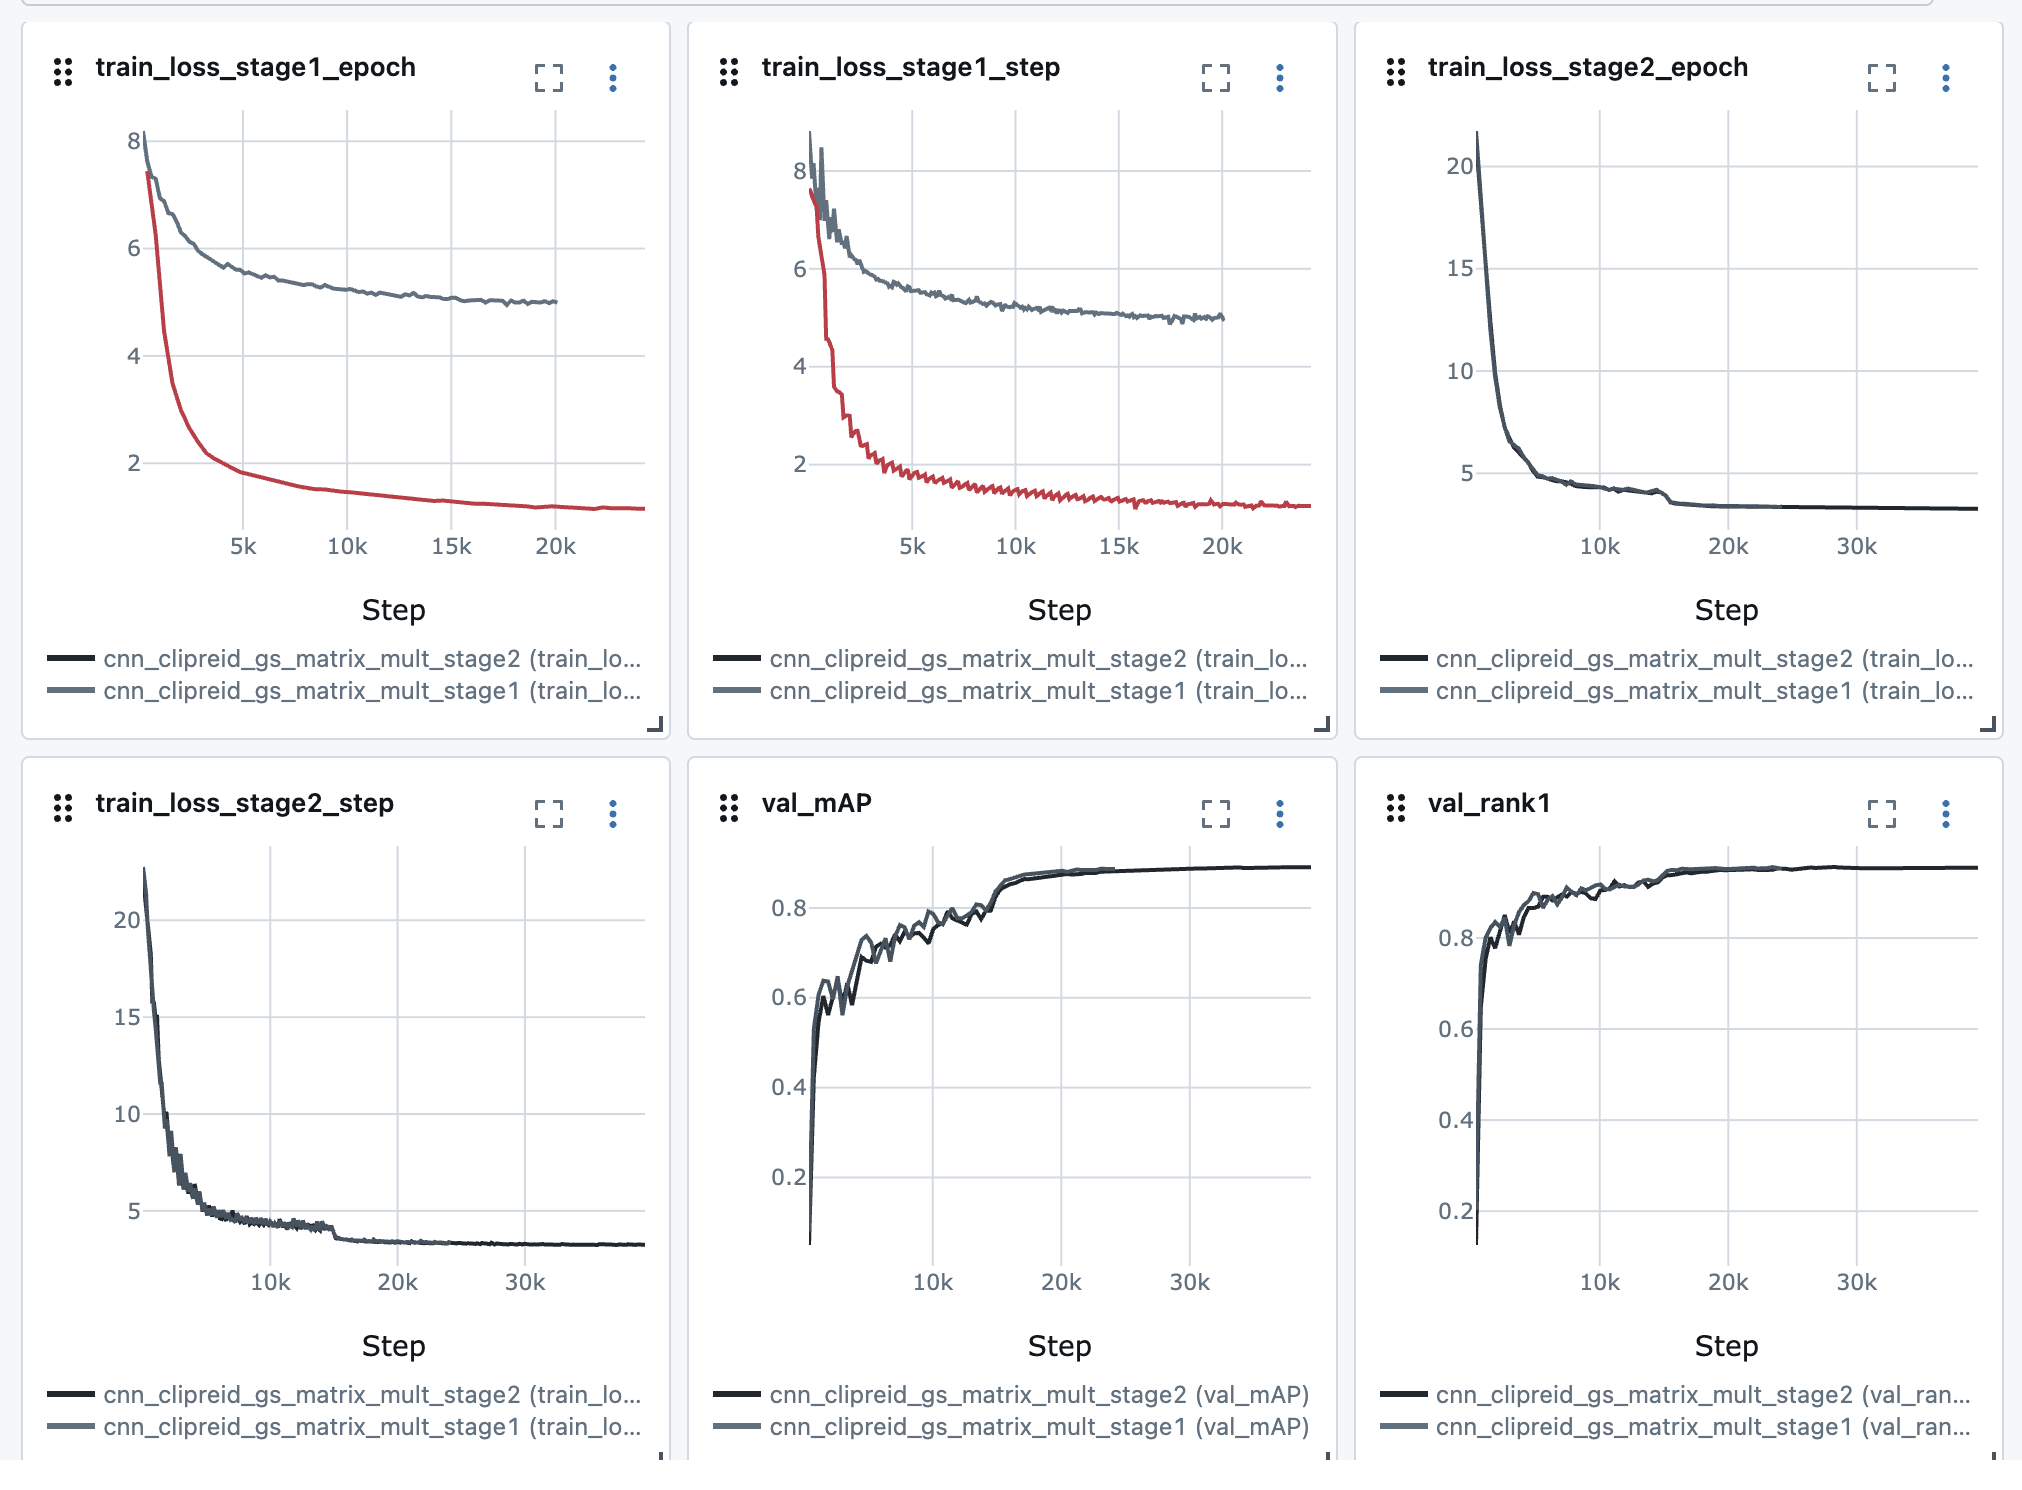 train_loss_stage1_epoch
8
6
4
2
5k 10k 15k 20k
Step
cnn_clipreid_gs_matrix_mult_stage2 (train_lo...
cnn_clipreid_gs_matrix_mult_stage1 (train_lo...
train_loss_stage1_step
8
6
4
2
5k 10k 15k 20k
Step
cnn_clipreid_gs_matrix_mult_stage2 (train_lo...
cnn_clipreid_gs_matrix_mult_stage1 (train_lo...
train_loss_stage2_epoch
20
15
10
5
10k 20k 30k
Step
cnn_clipreid_gs_matrix_mult_stage2 (train_lo...
cnn_clipreid_gs_matrix_mult_stage1 (train_lo...
train_loss_stage2_step
20
15
10
5
10k 20k 30k
Step
cnn_clipreid_gs_matrix_mult_stage2 (train_lo...
cnn_clipreid_gs_matrix_mult_stage1 (train_lo...
val_mAP
0.8
0.6
0.4
0.2
10k 20k 30k
Step
cnn_clipreid_gs_matrix_mult_stage2 (val_mAP)
cnn_clipreid_gs_matrix_mult_stage1 (val_mAP)
val_rank1
0.8
0.6
0.4
0.2
10k 20k 30k
Step
cnn_clipreid_gs_matrix_mult_stage2 (val_ran...
cnn_clipreid_gs_matrix_mult_stage1 (val_ran...